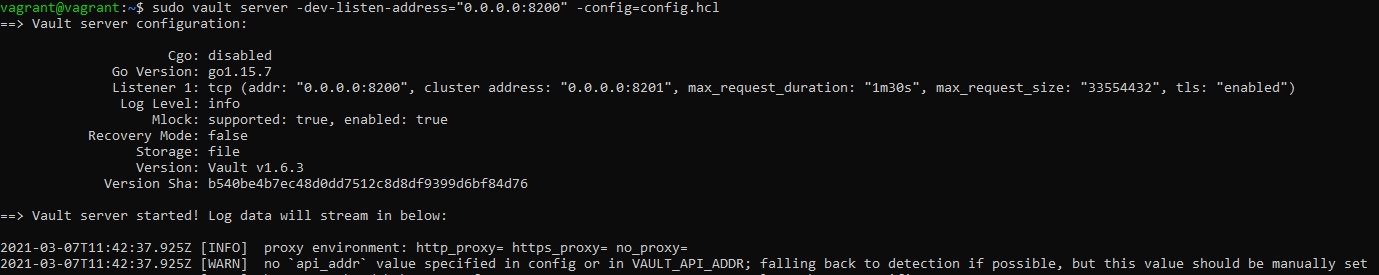 vagrant@vagrant:~$ sudo vault server -dev-listen-address="0.0.0.0:8200" -config=config.hcl
==> Vault server configuration:
Cgo: disabled
Go Version: go1.15.7
Listener 1: tcp (addr: "0.0.0.0:8200", cluster address: "0.0.0.0:8201", max_request_duration: "1m30s", max_request_size: "33554432", tls: "enabled")
Log Level: info
Mlock: supported: true, enabled: true
Recovery Mode: false
Storage: file
Version: Vault v1.6.3
Version Sha: b540be4b7ec48d0dd7512c8d8df9399d6bf84d76
==> Vault server started! Log data will stream in below:
2021-03-07T11:42:37.925Z [INFO]  proxy environment: http_proxy= https_proxy= no_proxy=
2021-03-07T11:42:37.925Z [WARN]  no `api_addr` value specified in config or in VAULT_API_ADDR; falling back to detection if possible, but this value should be manually set